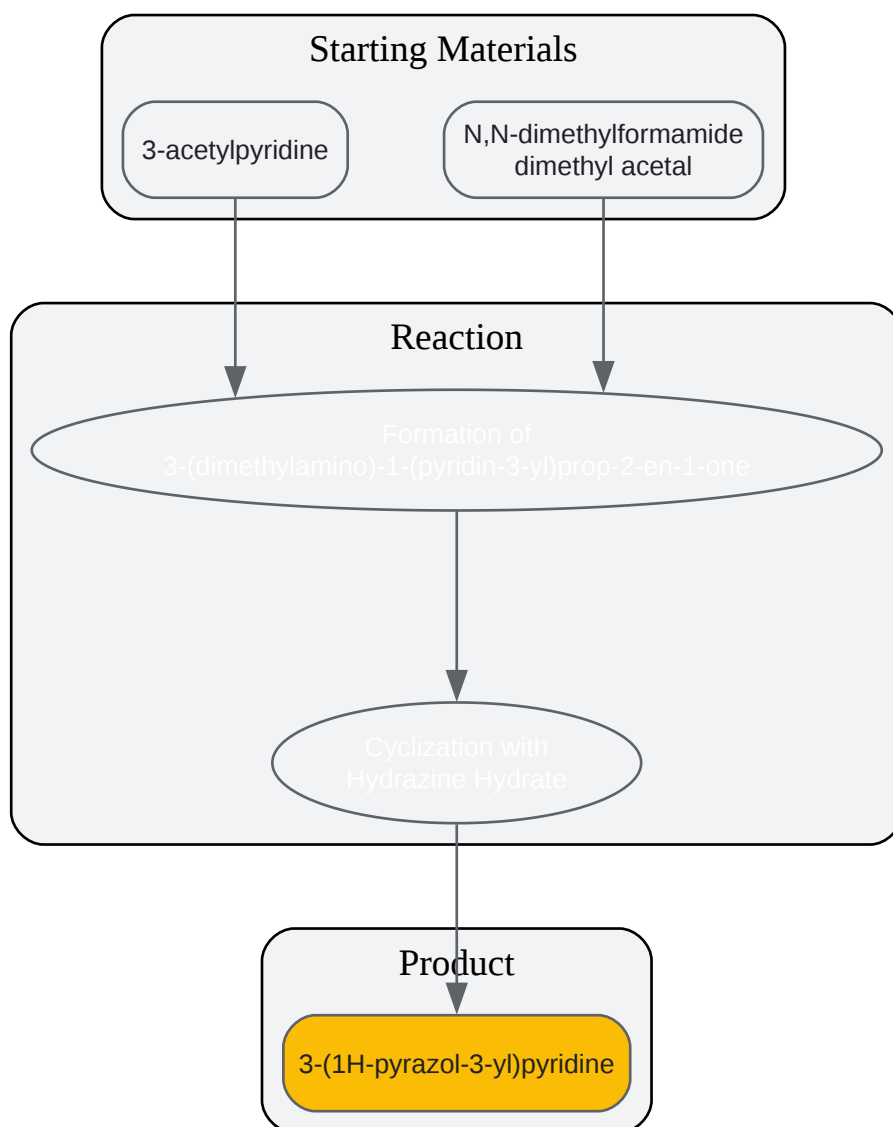 Starting Materials
3-acetylpyridine
N,N-dimethylformamide
dimethyl acetal
Reaction
Formation of
3-(dimethylamino)-1-(pyridin-3-yl)prop-2-en-1-one
Cyclization with
Hydrazine Hydrate
Product
3-(1H-pyrazol-3-yl)pyridine